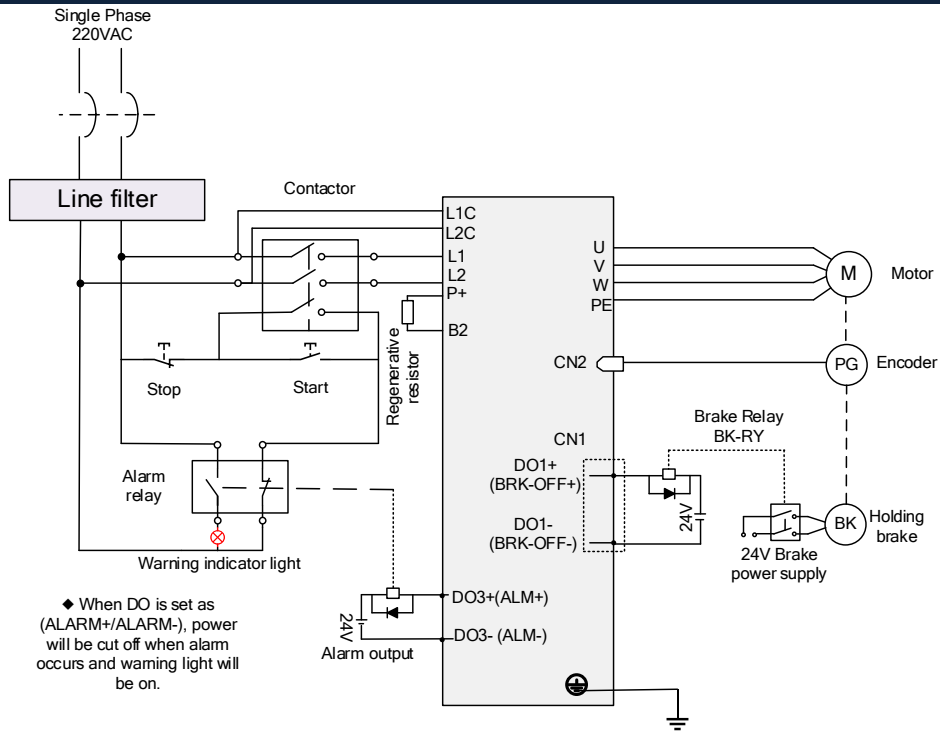 Single Phase
220VAC
Line filter
Contactor
L1C
L2C
L1
L2
P+
B2
Regenerative
resistor
Stop
Start
U
V
W
PE
M
Motor
CN2
PG
Encoder
Brake Relay
BK-RY
CN1
DO1+
(BRK-OFF+)
DO1-
(BRK-OFF-)
24V
BK
Holding
brake
24V Brake
power supply
Alarm
relay
Warning indicator light
DO3+(ALM+)
DO3- (ALM-)
24V
Alarm output
◆ When DO is set as
(ALARM+/ALARM-), power
will be cut off when alarm
occurs and warning light will
be on.